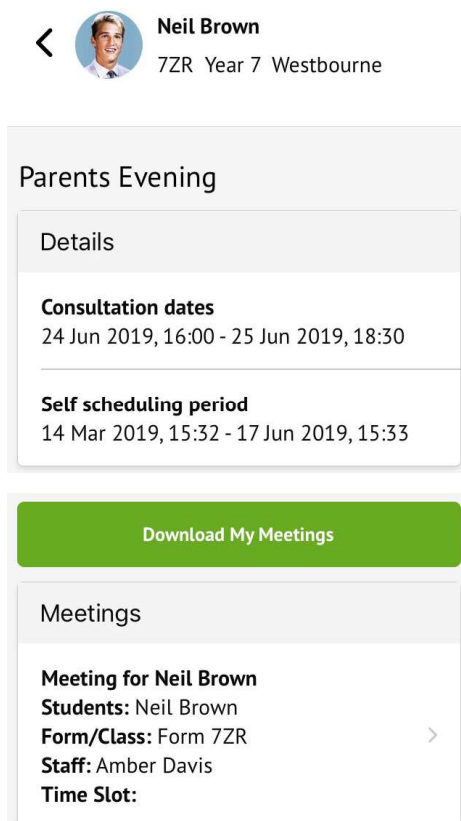 Neil Brown
7ZR Year 7 Westbourne
Parents Evening
Details
Consultation dates
24 Jun 2019, 16:00 - 25 Jun 2019, 18:30
Self scheduling period
14 Mar 2019, 15:32 - 17 Jun 2019, 15:33
Download My Meetings
Meetings
Meeting for Neil Brown
Students: Neil Brown
Form/Class: Form 7ZR
Staff: Amber Davis
Time Slot: